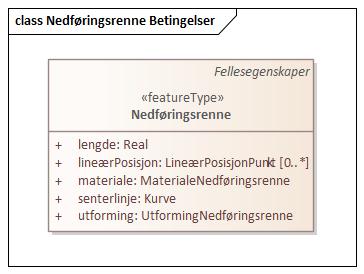 class Nedføringsrenne Betingelser
Fellesegenskaper
«featureType»
Nedføringsrenne
+ lengde: Real
+ lineærPosisjon: LineærPosisjonPunkt [0..*]
+ materiale: MaterialeNedføringsrenne
+ senterlinje: Kurve
+ utforming: UtformingNedføringsrenne